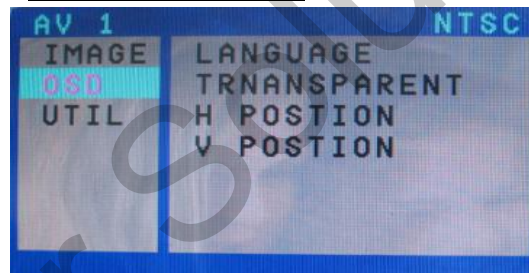 AV 1 NTSC
IMAGE LANGUAGE
OSD TRNANSPARENT
UTIL H POSTION
V POSTION